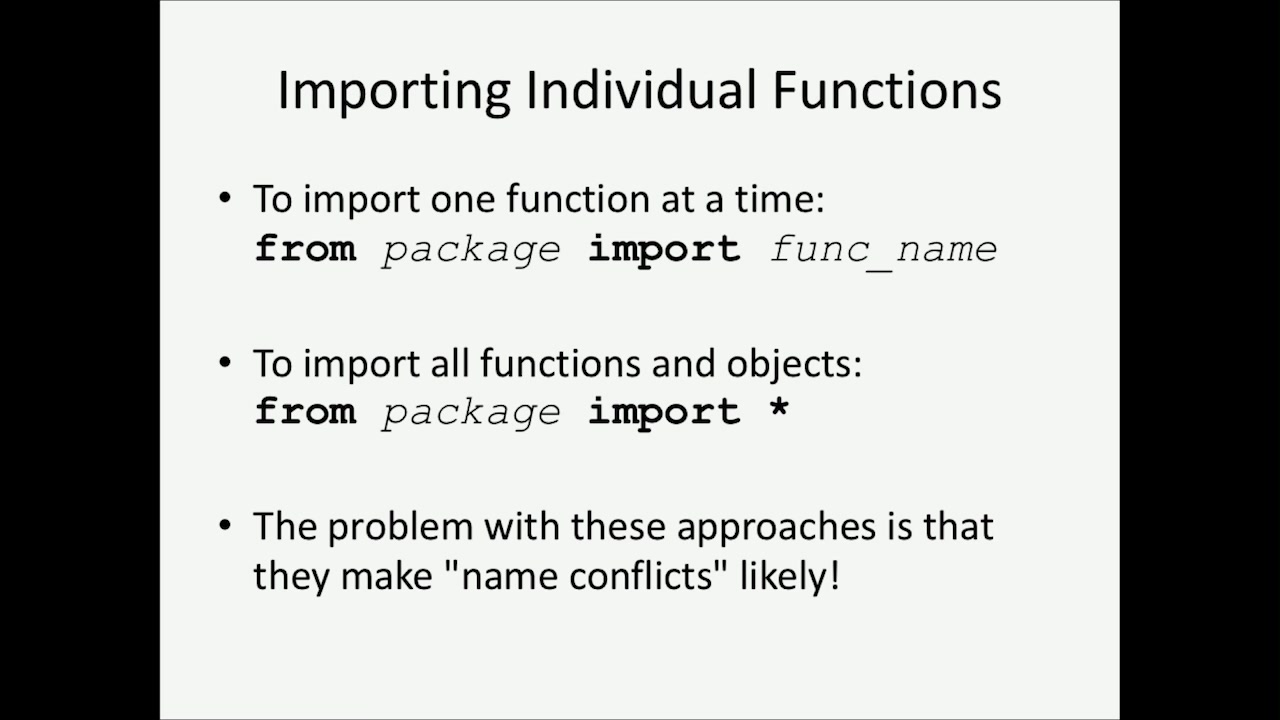 Importing Individual Functions
• To import one function at a time:
from package import func_name
• To import all functions and objects:
from package import *
• The problem with these approaches is that
they make "name conflicts" likely!